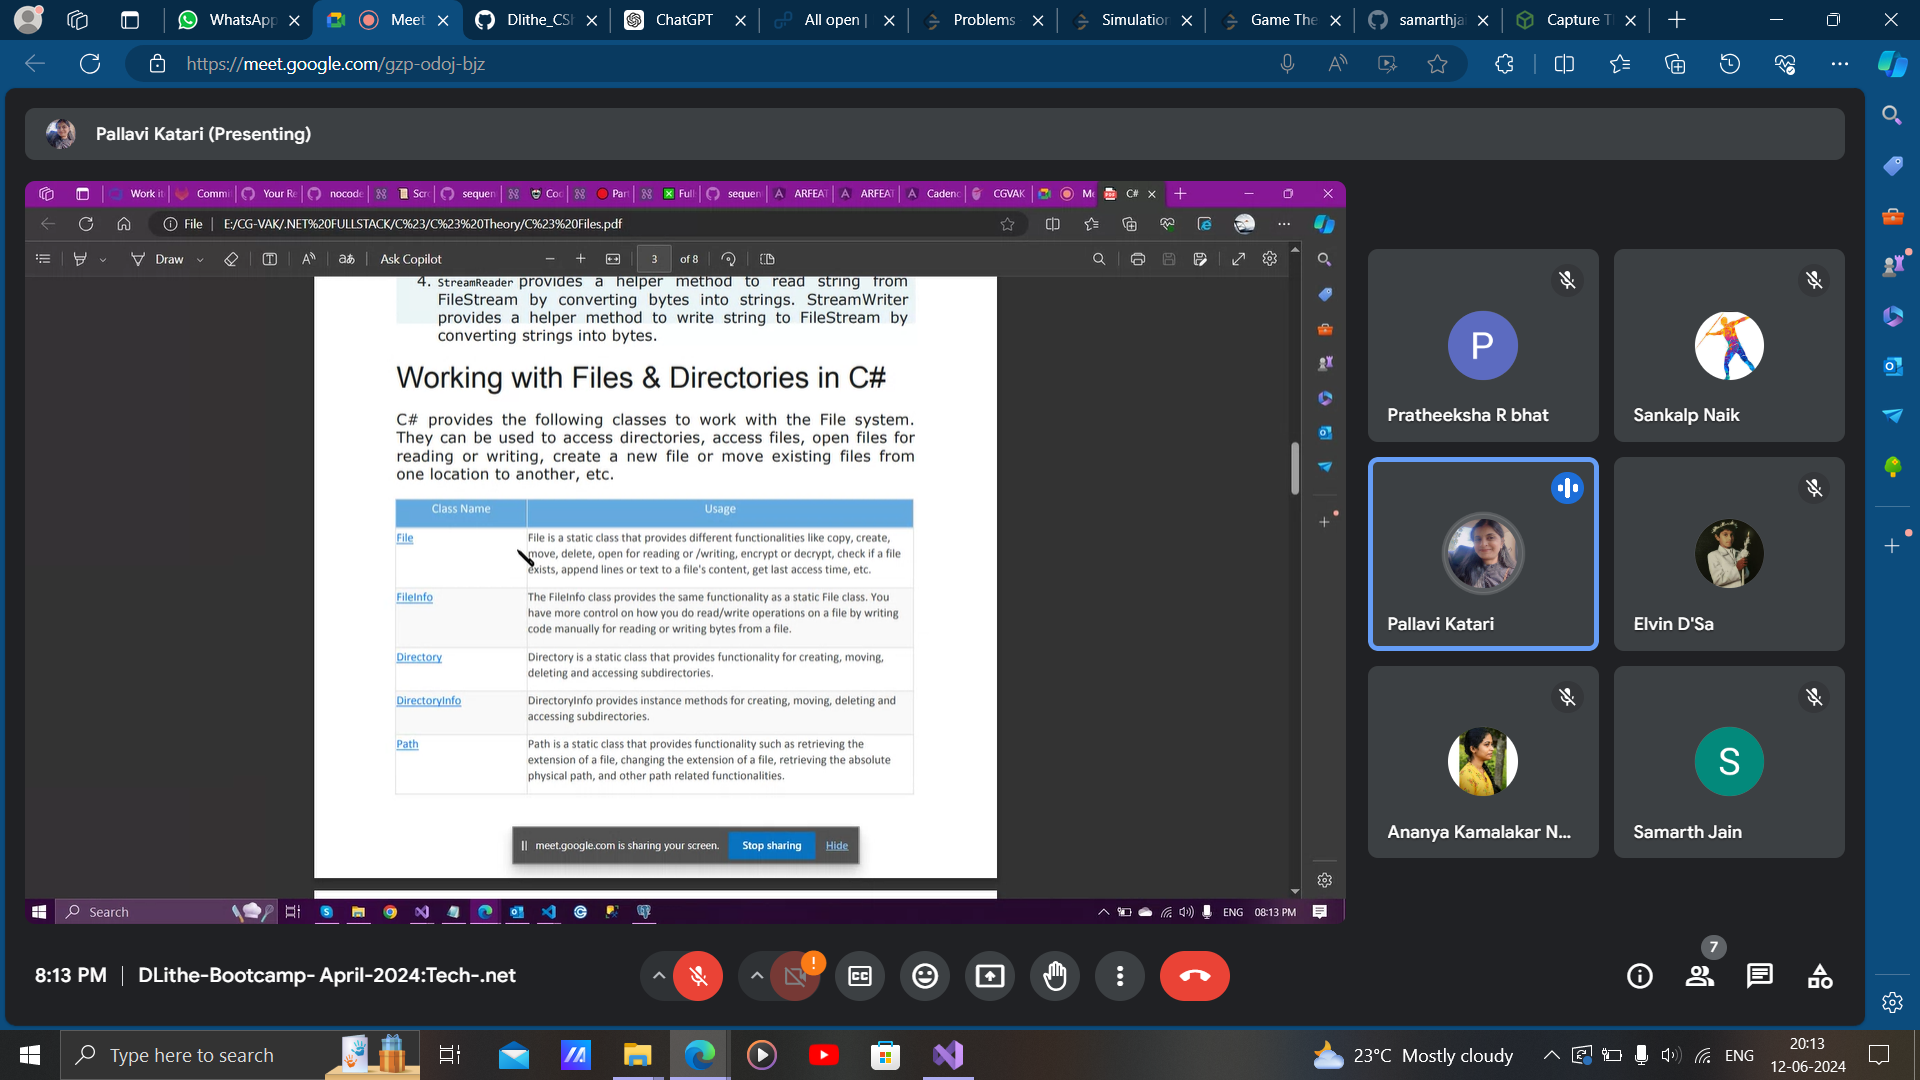 WhatsApp
Meet
Dlithe_CSh
ChatGPT
All open |
Problems
Simulation
Game The
samarthja
Capture T
https://meet.google.com/gzp-odoj-bjz
Pallavi Katari (Presenting)
Work it
Commi
Your Re
nocode
Scr
sequen
Coc
Part
Full
sequen
ARFEAT
ARFEAT
Cadenc
CGVAK
Me
C#
File
E:/CG-VAK/.NET%20FULLSTACK/C%23/C%23%20Theory/C%23%20Files.pdf
Draw
Ask Copilot
3 of 8
4. StreamReader provides a helper method to read string from
FileStream by converting bytes into strings. StreamWriter
provides a helper method to write string to FileStream by
converting strings into bytes.
Working with Files & Directories in C#
C# provides the following classes to work with the File system.
They can be used to access directories, access files, open files for
reading or writing, create a new file or move existing files from
one location to another, etc.
Class Name Usage
File
File is a static class that provides different functionalities like copy, create,
move, delete, open for reading or /writing, encrypt or decrypt, check if a file
exists, append lines or text to a file's content, get last access time, etc.
FileInfo
The FileInfo class provides the same functionality as a static File class. You
have more control on how you do read/write operations on a file by writing
code manually for reading or writing bytes from a file.
Directory
Directory is a static class that provides functionality for creating, moving,
deleting and accessing subdirectories.
DirectoryInfo
DirectoryInfo provides instance methods for creating, moving, deleting and
accessing subdirectories.
Path
Path is a static class that provides functionality such as retrieving the
extension of a file, changing the extension of a file, retrieving the absolute
physical path, and other path related functionalities.
meet.google.com is sharing your screen. Stop sharing Hide
Search
ENG 08:13 PM
P
Pratheeksha R bhat
Sankalp Naik
Pallavi Katari
Elvin D'Sa
Ananya Kamalakar N...
S
Samarth Jain
8:13 PM | DLithe-Bootcamp- April-2024:Tech-.net
7
Type here to search
23°C Mostly cloudy
ENG
20:13
12-06-2024